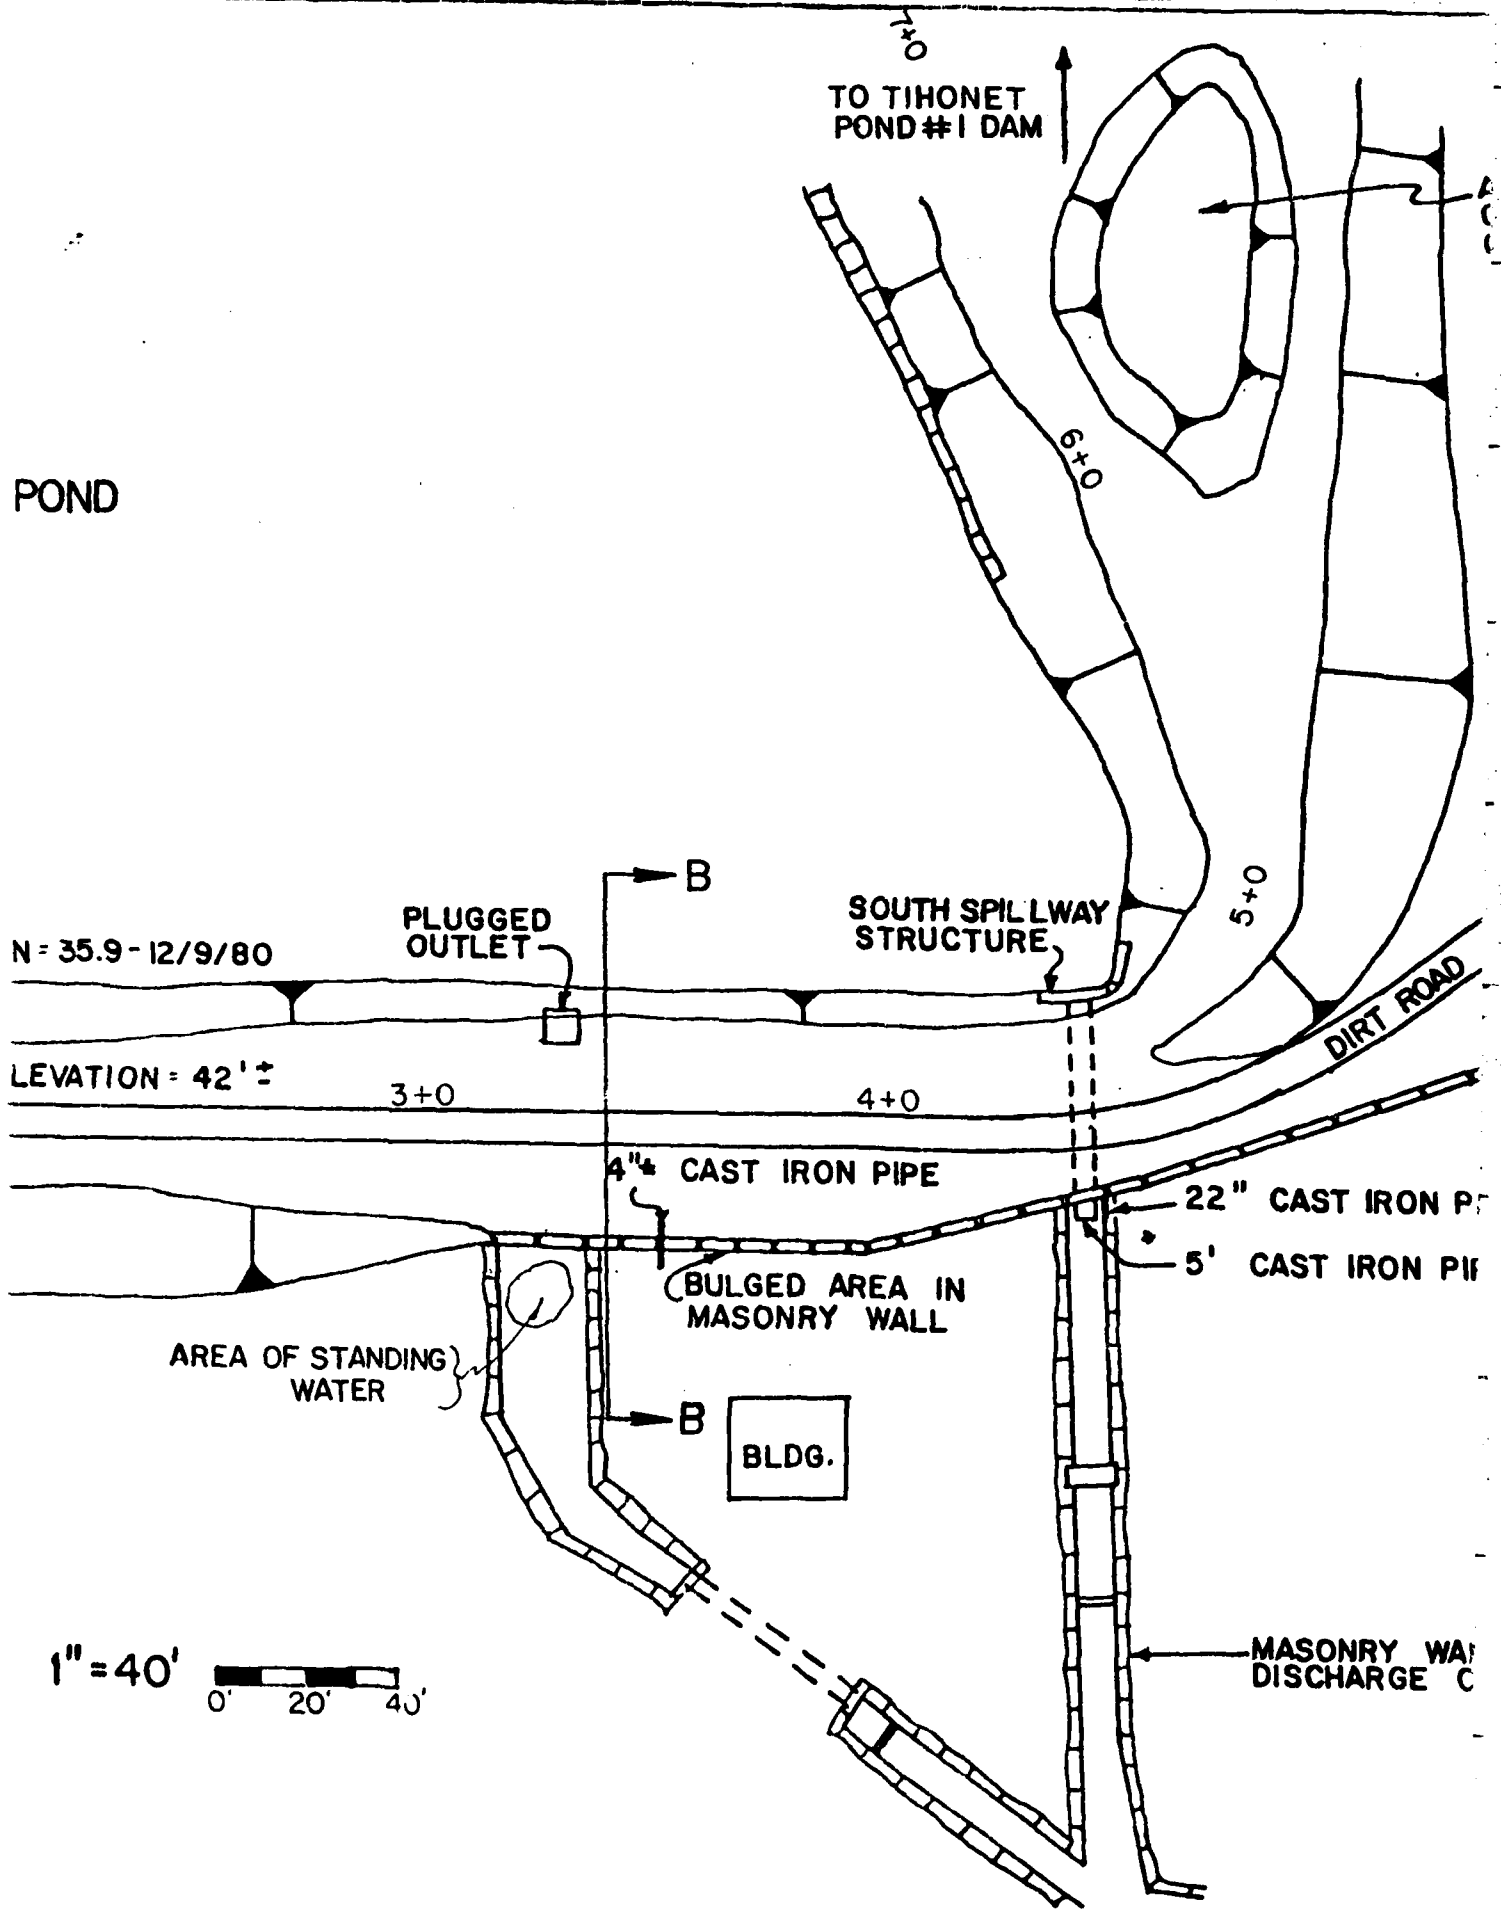 7+0
TO TIHONET
POND #1 DAM
6+0
POND
B
5+0
PLUGGED
OUTLET
SOUTH SPILLWAY
STRUCTURE
N = 35.9 - 12/9/80
DIRT ROAD
LEVATION = 42' ±
3+0
4+0
4"± CAST IRON PIPE
22" CAST IRON
5' CAST IRON
BULGED AREA IN
MASONRY WALL
AREA OF STANDING
WATER
B
BLDG.
1" = 40'
0' 20' 40'
MASONRY
DISCHARGE